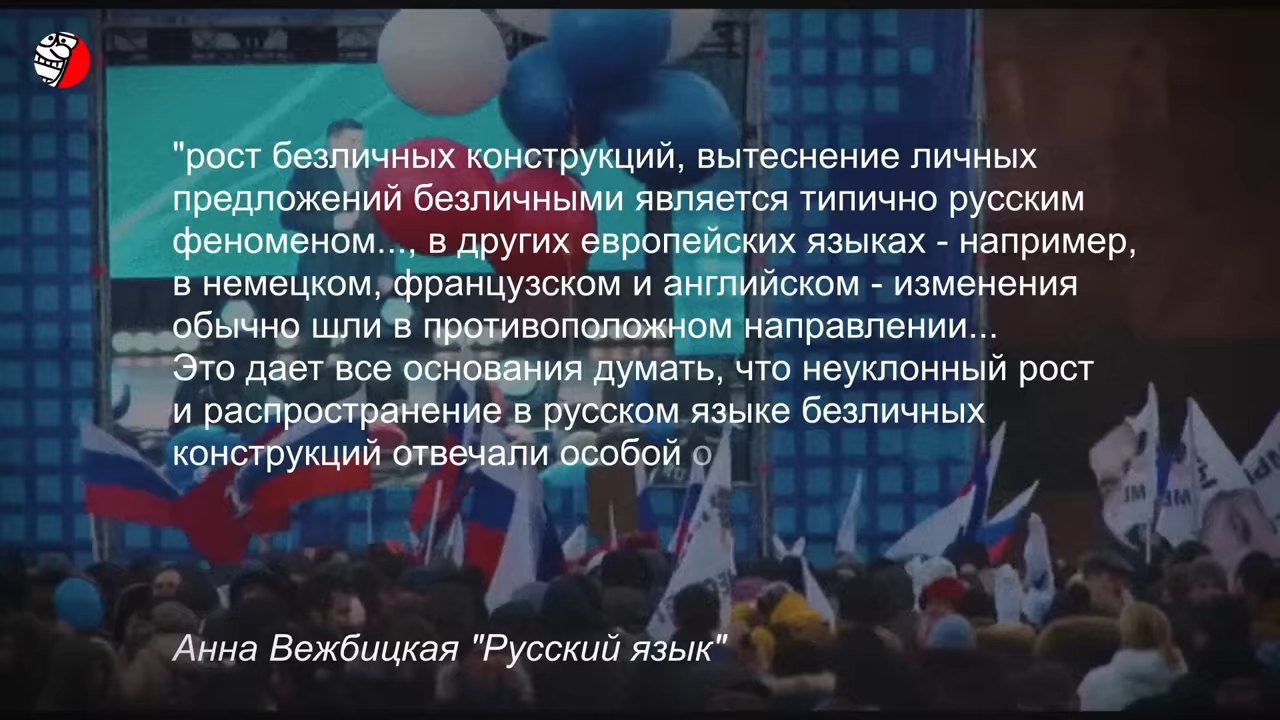 "рост безличных конструкций, вытеснение личных
предложений безличными является типично русским
феноменом..., в других европейских языках - например,
в немецком, французском и английском - изменения
обычно шли в противоположном направлении...
Это дает все основания думать, что неуклонный рост
и распространение в русском языке безличных
конструкций отвечали особой о
Анна Вежбицкая "Русский язык"